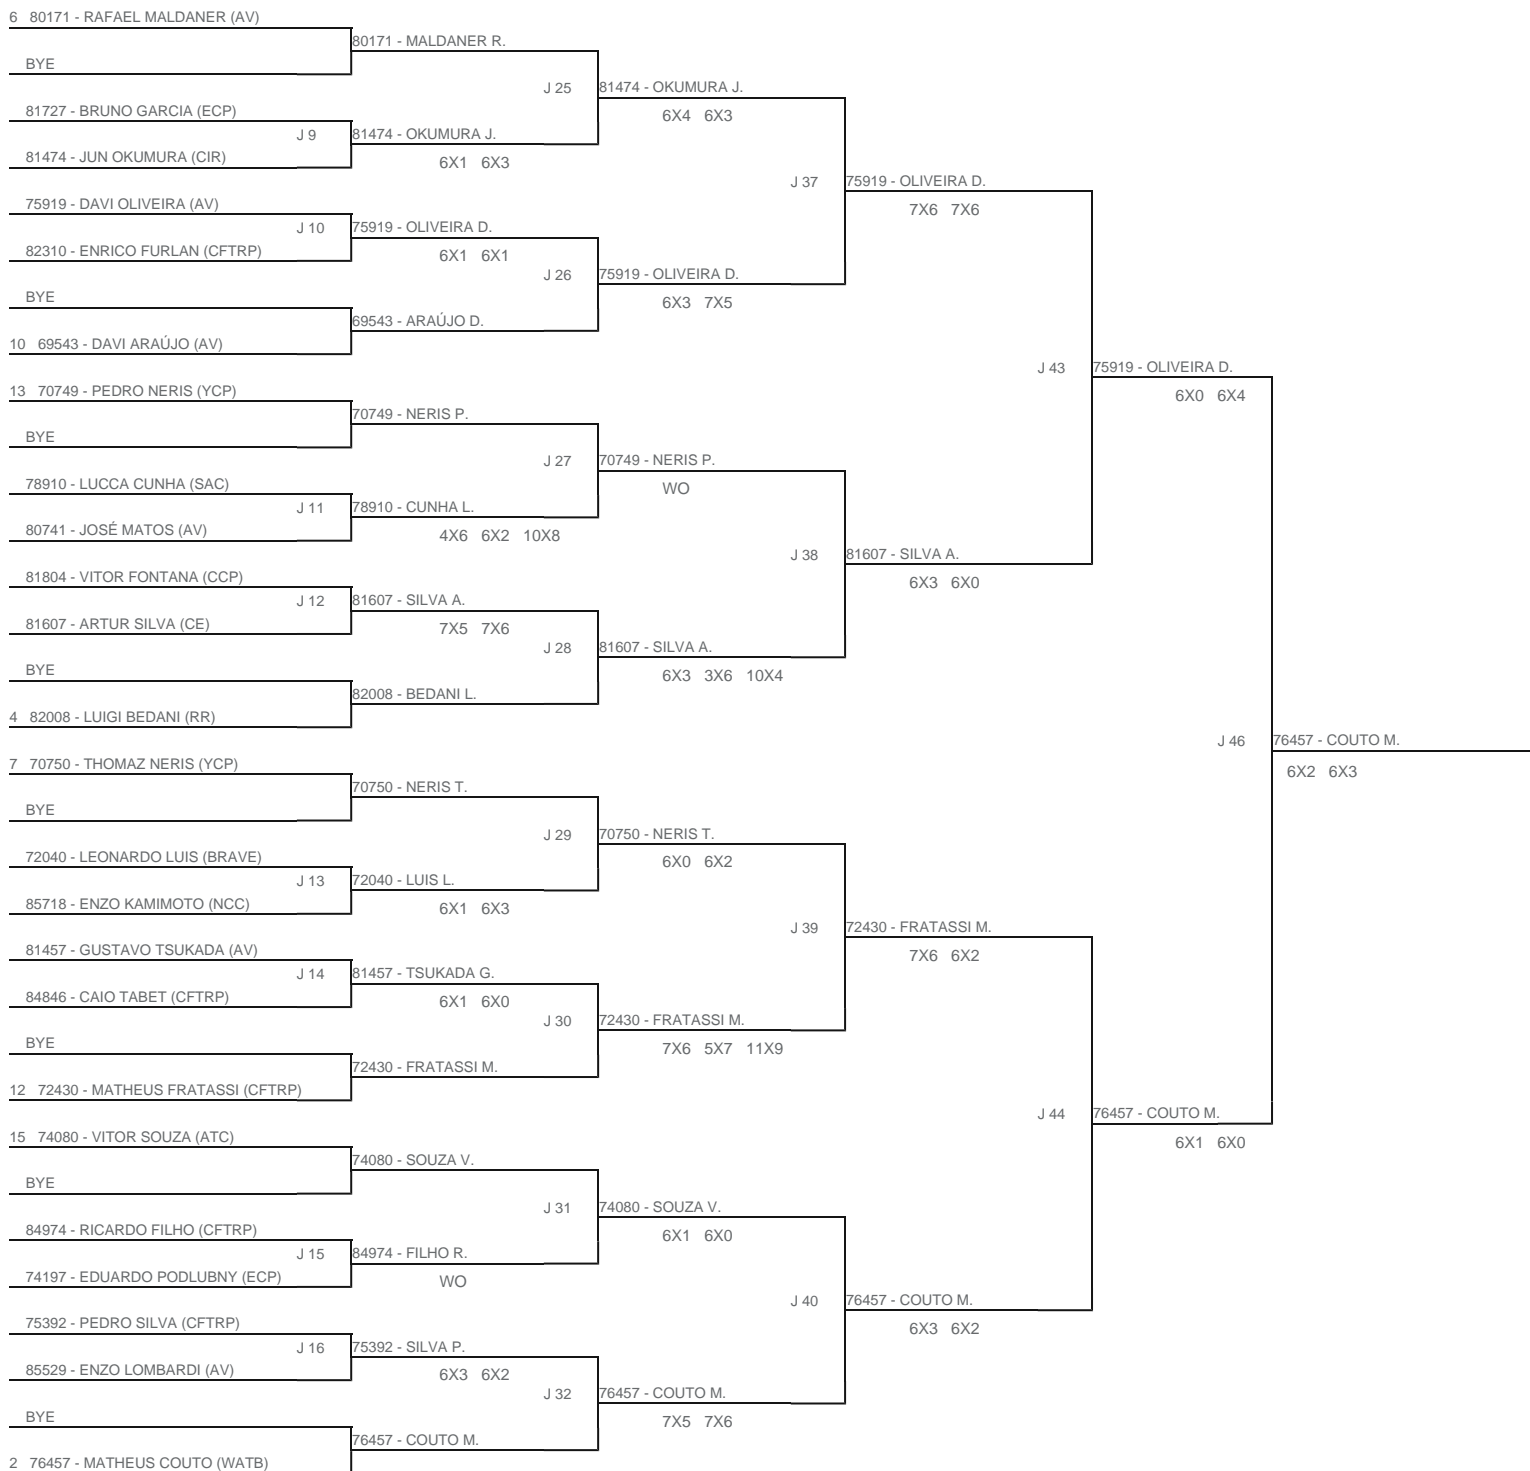 6 80171 - RAFAEL MALDANER (AV)
80171 - MALDANER R.
BYE
J 25
81474 - OKUMURA J.
81727 - BRUNO GARCIA (ECP)
6X4 6X3
J 9
81474 - OKUMURA J.
81474 - JUN OKUMURA (CIR)
6X1 6X3
J 37
75919 - OLIVEIRA D.
75919 - DAVI OLIVEIRA (AV)
7X6 7X6
J 10
75919 - OLIVEIRA D.
82310 - ENRICO FURLAN (CFTRP)
6X1 6X1
J 26
75919 - OLIVEIRA D.
BYE
6X3 7X5
69543 - ARAÚJO D.
10 69543 - DAVI ARAÚJO (AV)
J 43
75919 - OLIVEIRA D.
13 70749 - PEDRO NERIS (YCP)
6X0 6X4
70749 - NERIS P.
BYE
J 27
70749 - NERIS P.
78910 - LUCCA CUNHA (SAC)
WO
J 11
78910 - CUNHA L.
80741 - JOSÉ MATOS (AV)
4X6 6X2 10X8
J 38
81607 - SILVA A.
81804 - VITOR FONTANA (CCP)
6X3 6X0
J 12
81607 - SILVA A.
81607 - ARTUR SILVA (CE)
7X5 7X6
J 28
81607 - SILVA A.
BYE
6X3 3X6 10X4
82008 - BEDANI L.
4 82008 - LUIGI BEDANI (RR)
J 46
76457 - COUTO M.
7 70750 - THOMAZ NERIS (YCP)
6X2 6X3
70750 - NERIS T.
BYE
J 29
70750 - NERIS T.
72040 - LEONARDO LUIS (BRAVE)
6X0 6X2
J 13
72040 - LUIS L.
85718 - ENZO KAMIMOTO (NCC)
6X1 6X3
J 39
72430 - FRATASSI M.
81457 - GUSTAVO TSUKADA (AV)
7X6 6X2
J 14
81457 - TSUKADA G.
84846 - CAIO TABET (CFTRP)
6X1 6X0
J 30
72430 - FRATASSI M.
BYE
7X6 5X7 11X9
72430 - FRATASSI M.
12 72430 - MATHEUS FRATASSI (CFTRP)
J 44
76457 - COUTO M.
15 74080 - VITOR SOUZA (ATC)
6X1 6X0
74080 - SOUZA V.
BYE
J 31
74080 - SOUZA V.
84974 - RICARDO FILHO (CFTRP)
6X1 6X0
J 15
84974 - FILHO R.
74197 - EDUARDO PODLUBNY (ECP)
WO
J 40
76457 - COUTO M.
75392 - PEDRO SILVA (CFTRP)
6X3 6X2
J 16
75392 - SILVA P.
85529 - ENZO LOMBARDI (AV)
6X3 6X2
J 32
76457 - COUTO M.
BYE
7X5 7X6
76457 - COUTO M.
2 76457 - MATHEUS COUTO (WATB)